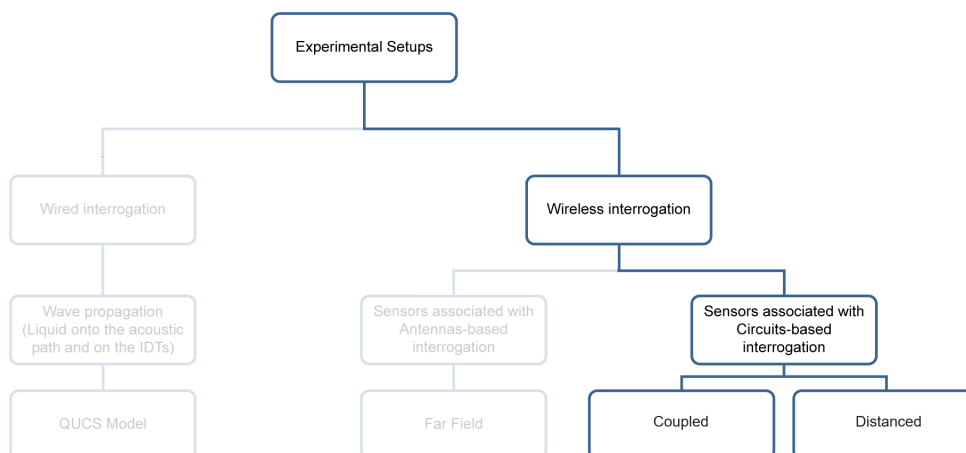 Experimental Setups
Wired interrogation
Wireless interrogation
Wave propagation
(Liquid onto the acoustic
path and on the IDTs)
Sensors associated with
Antennas-based
interrogation
Sensors associated with
Circuits-based
interrogation
QUCS Model
Far Field
Coupled
Distanced